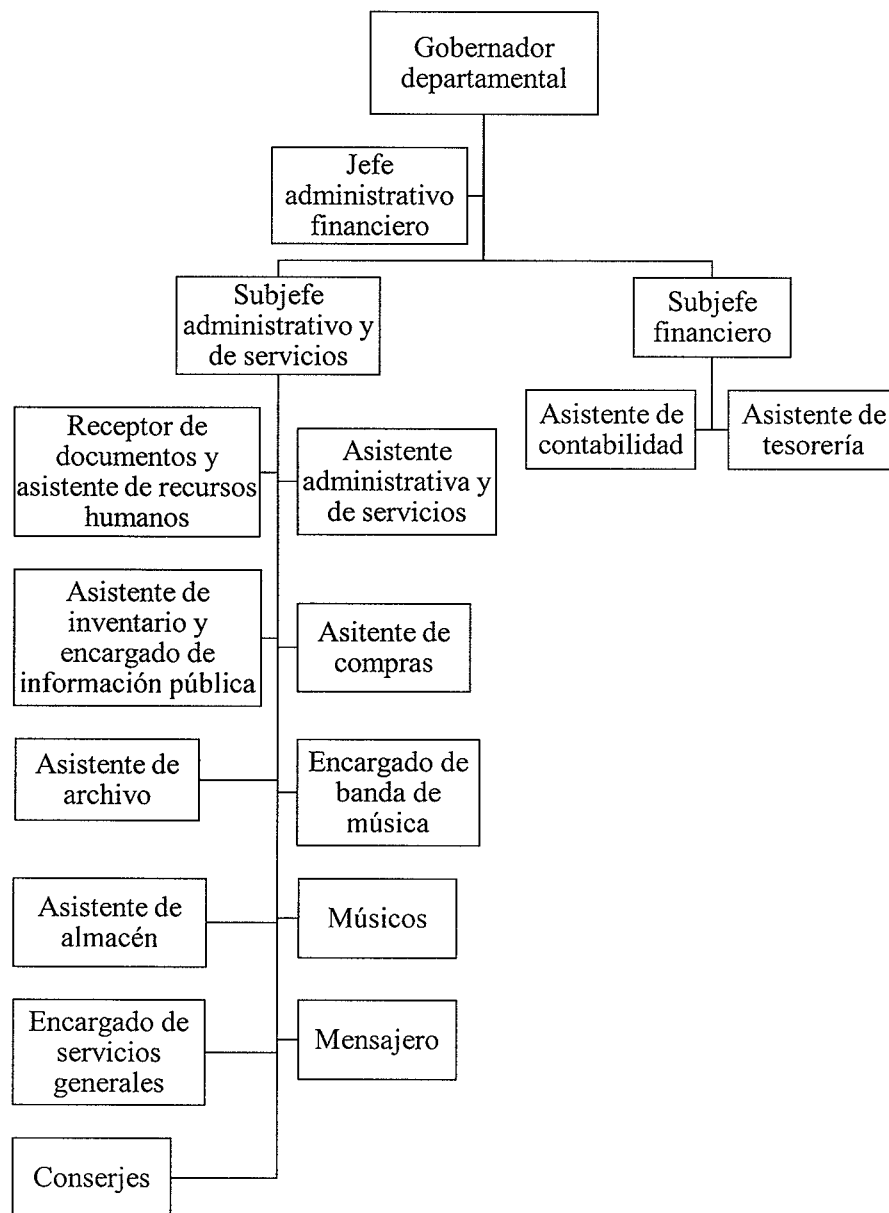 Gobernador
departamental
Jefe
administrativo
financiero
Subjefe
administrativo y
de servicios
Subjefe
financiero
Receptor de
documentos y
asistente de recursos
humanos
Asistente
administrativa y
de servicios
Asistente de
contabilidad
Asistente de
tesorería
Asistente de
inventario y
encargado de
información pública
Asitente de
compras
Asistente de
archivo
Encargado de
banda de
música
Asistente de
almacén
Músicos
Encargado de
servicios
generales
Mensajero
Conserjes